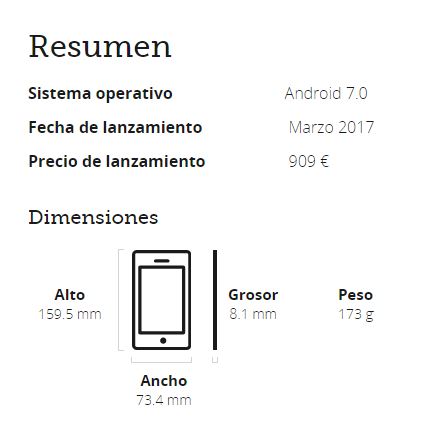 Resumen
Sistema operativo Android 7.0
Fecha de lanzamiento Marzo 2017
Precio de lanzamiento 909 €
Dimensiones
Alto
159.5 mm
Grosor
8.1 mm
Peso
173 g
Ancho
73.4 mm